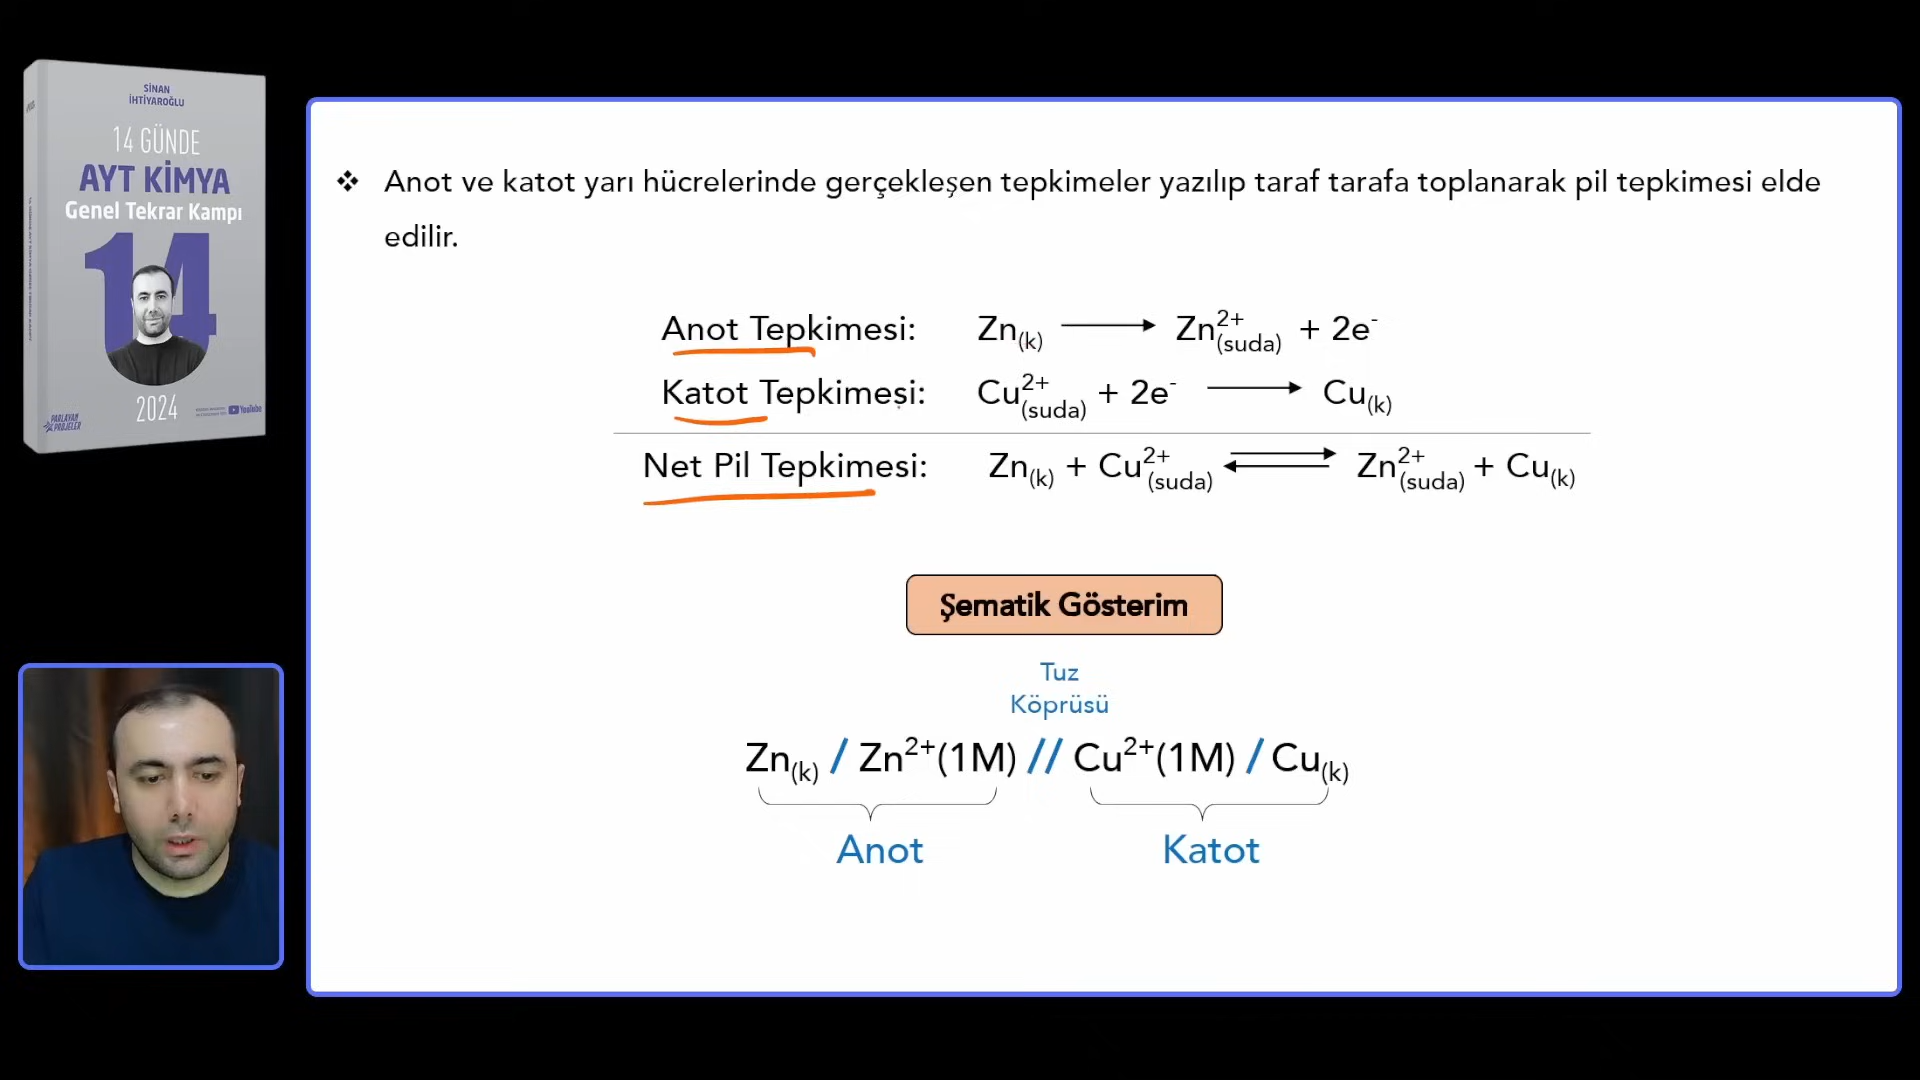 SİNAN
İHTİYAROĞLU
14 GÜNDE
AYT KİMYA
Genel Tekrar Kampı
14
2024
PARLAYAN
PROJELER
YouTube
❖ Anot ve katot yarı hücrelerinde gerçekleşen tepkimeler yazılıp taraf tarafa toplanarak pil tepkimesi elde
edilir.
Anot Tepkimesi: Zn(k) ⟶ Zn²⁺(suda) + 2e⁻
Katot Tepkimesi: Cu²⁺(suda) + 2e⁻ ⟶ Cu(k)
Net Pil Tepkimesi: Zn(k) + Cu²⁺(suda) ⇄ Zn²⁺(suda) + Cu(k)
Şematik Gösterim
Tuz
Köprüsü
Zn(k) / Zn²⁺(1M) // Cu²⁺(1M) / Cu(k)
Anot Katot